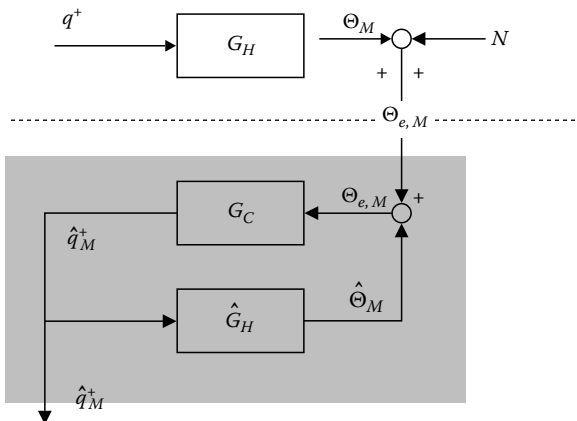 q⁺
G_H
Θ_M
N
+ +
Θ_{e, M}
G_C
Θ_{e, M}
+
q̂⁺_M
Ĝ_H
Θ̂_M
q̂⁺_M